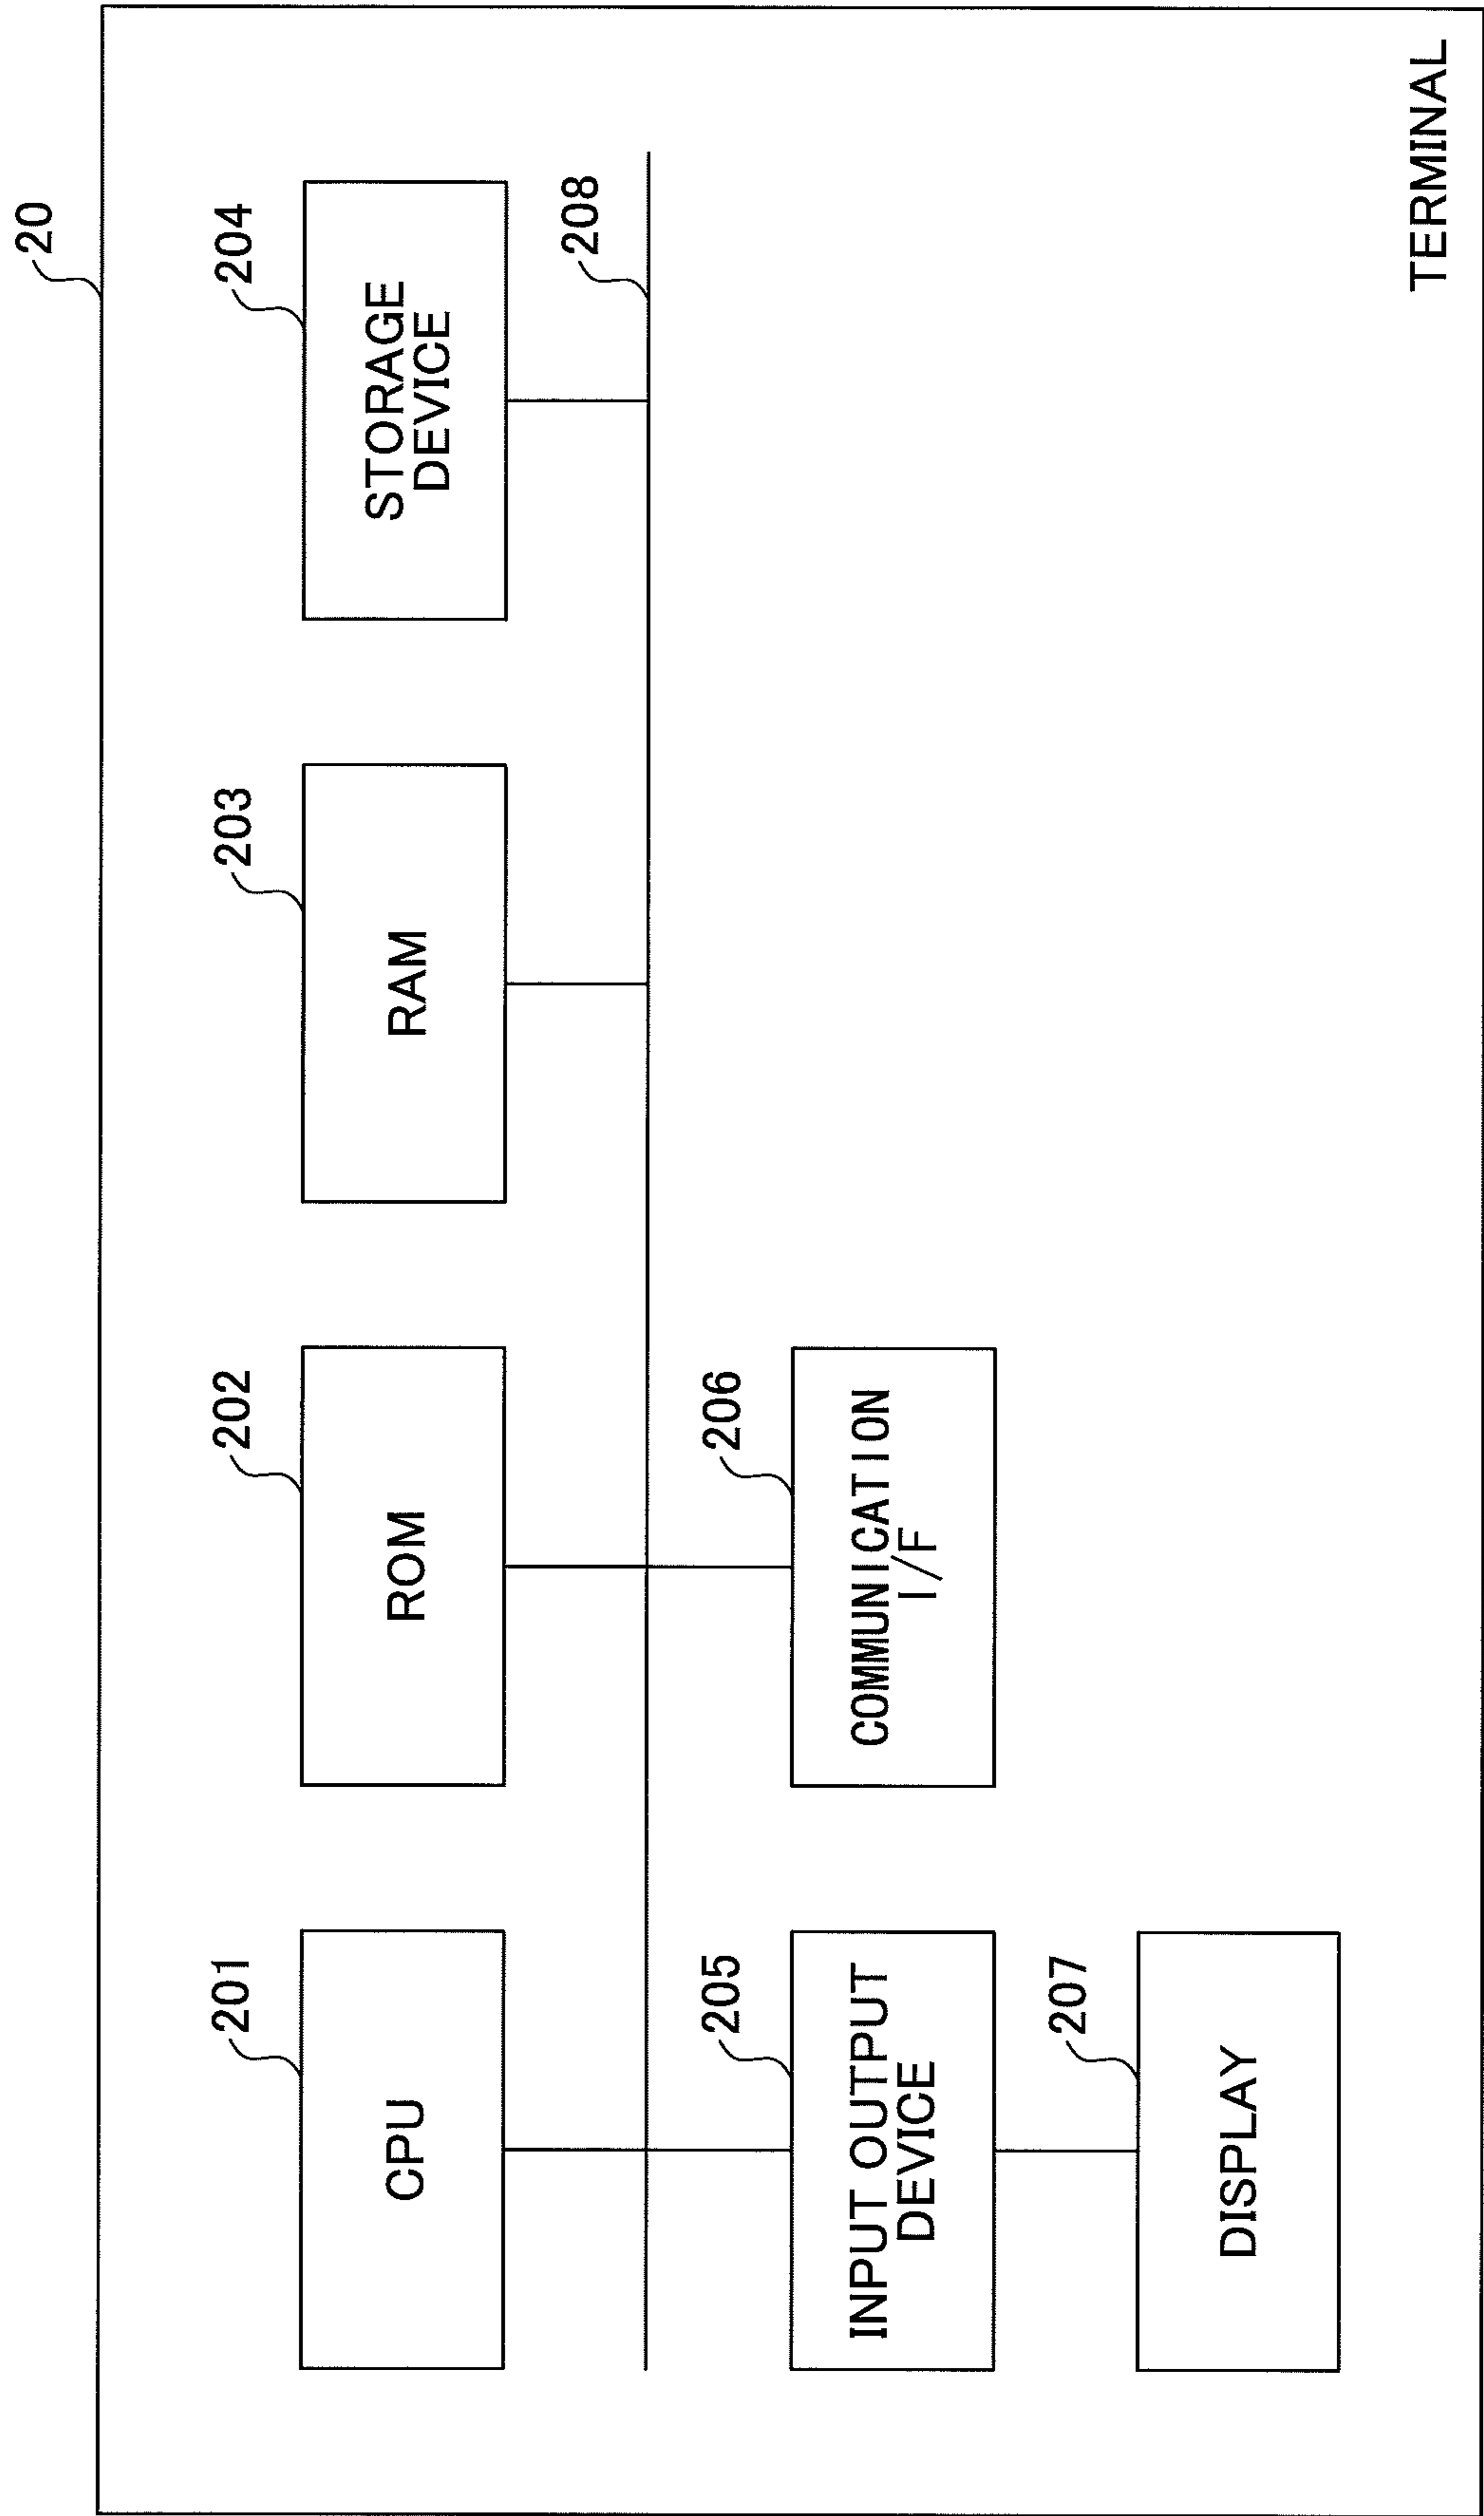 20
201
202
203
204
CPU
ROM
RAM
STORAGE
DEVICE
208
205
206
INPUT OUTPUT
DEVICE
COMMUNICATION
I/F
207
DISPLAY
TERMINAL